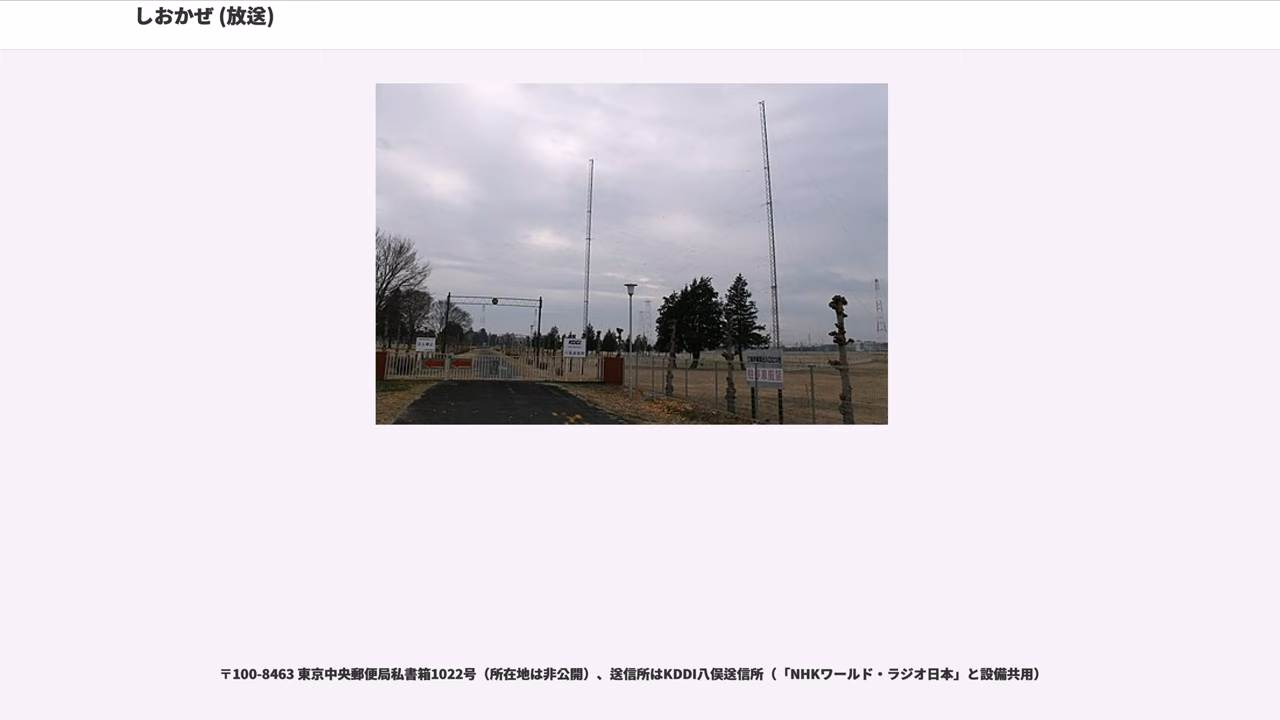 しおかぜ (放送)
KDDI
〒100-8463 東京中央郵便局私書箱1022号（所在地は非公開）、送信所はKDDI八俣送信所（「NHKワールド・ラジオ日本」と設備共用）